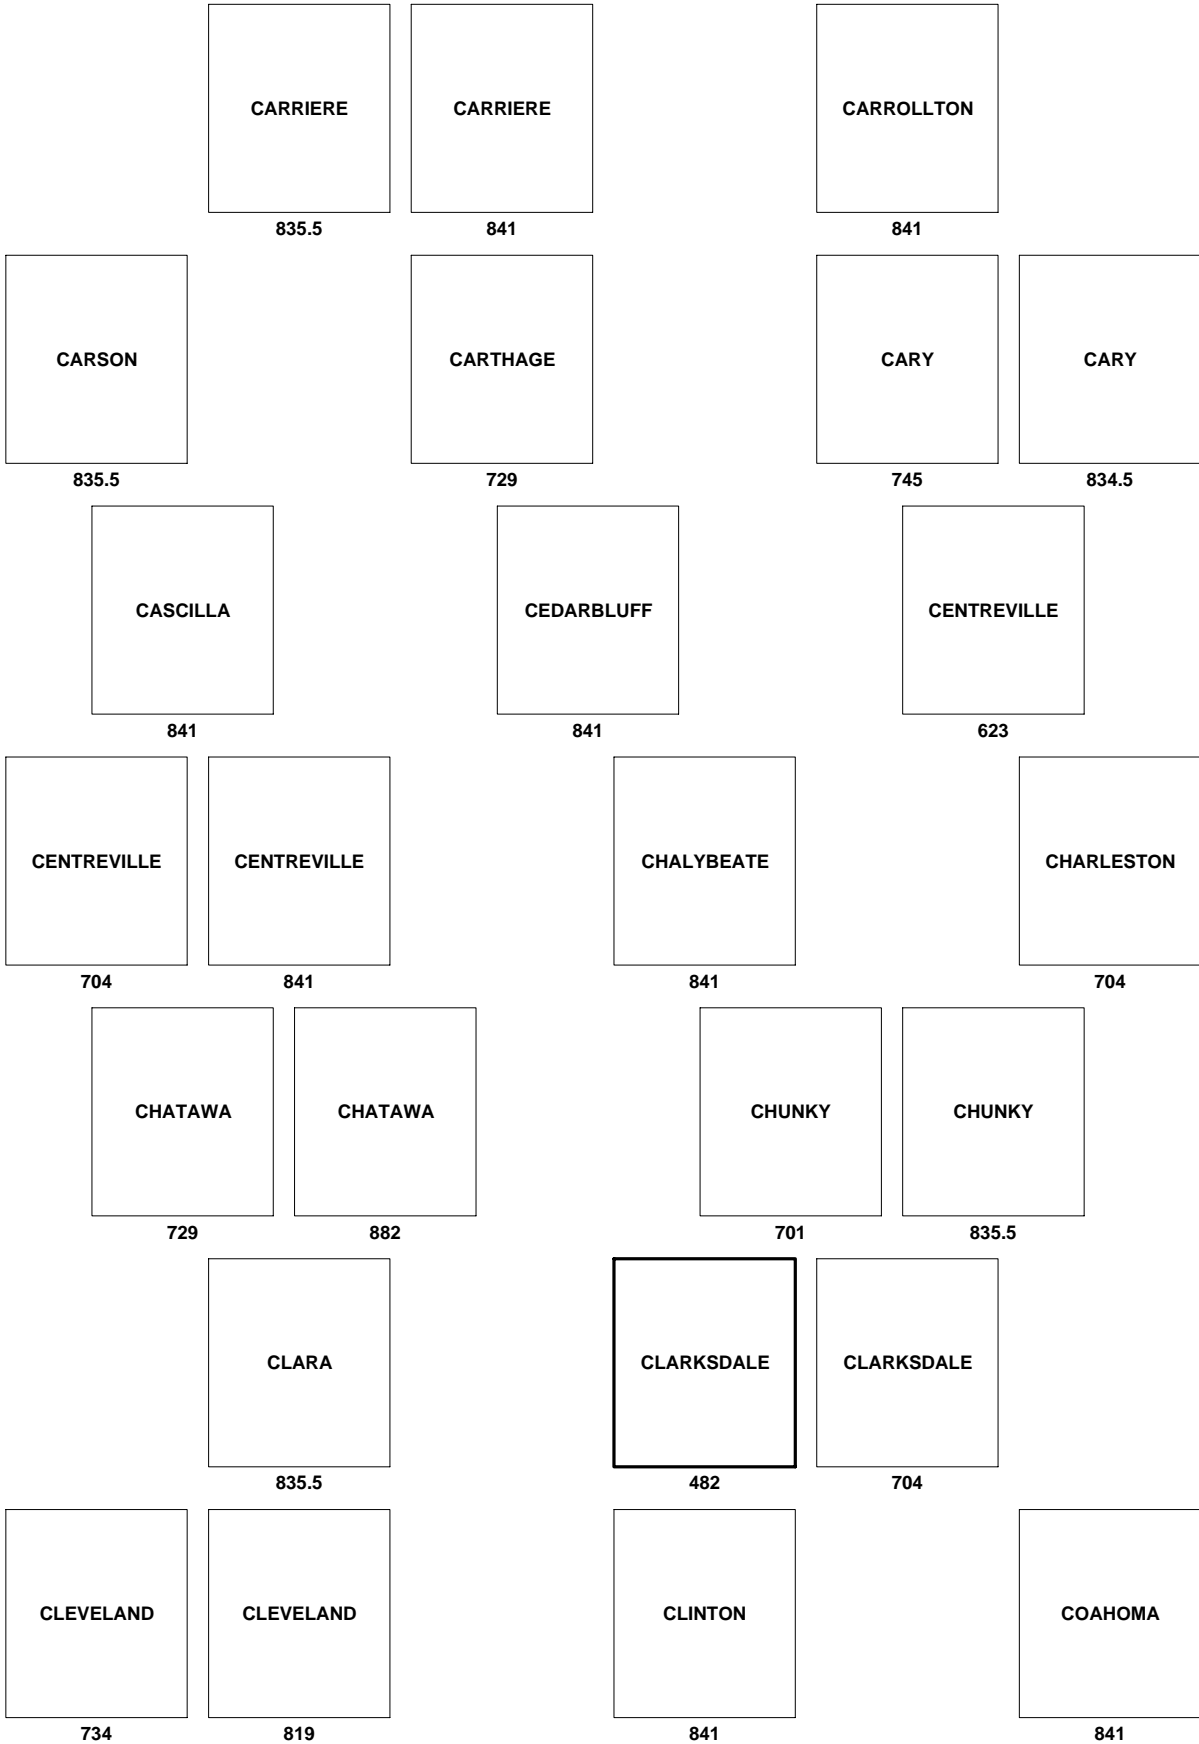 CARRIERE CARRIERE CARROLLTON
835.5 841 841
CARSON CARTHAGE CARY CARY
835.5 729 745 834.5
CASCILLA CEDARBLUFF CENTREVILLE
841 841 623
CENTREVILLE CENTREVILLE CHALYBEATE CHARLESTON
704 841 841 704
CHATAWA CHATAWA CHUNKY CHUNKY
729 882 701 835.5
CLARA CLARKSDALE CLARKSDALE
835.5 482 704
CLEVELAND CLEVELAND CLINTON COAHOMA
734 819 841 841